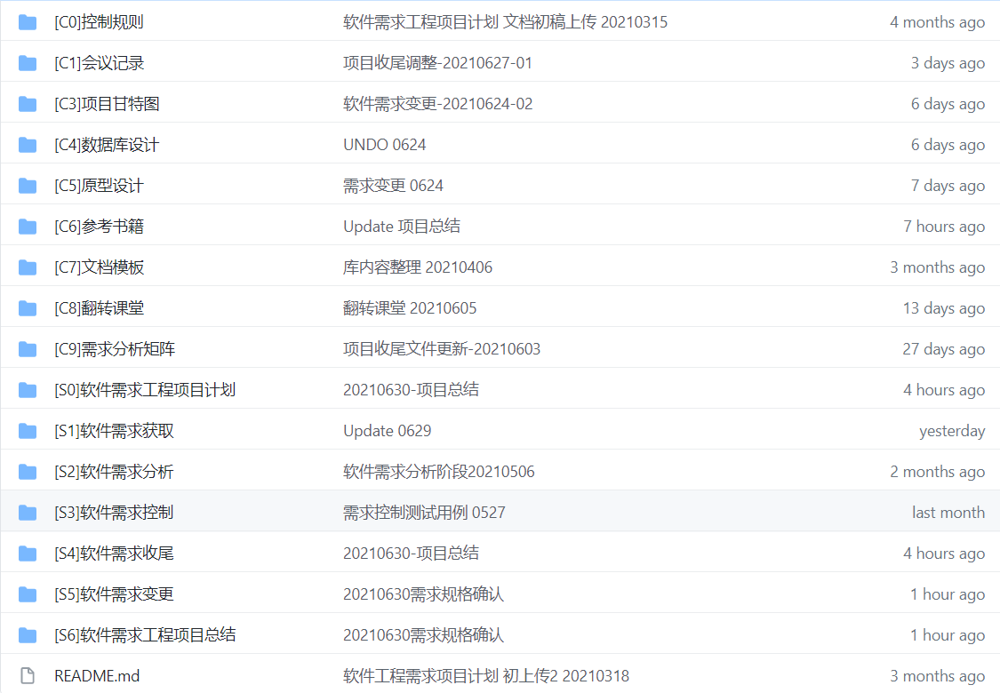 [C0]控制规则 软件需求工程项目计划 文档初稿上传 20210315 4 months ago
[C1]会议记录 项目收尾调整-20210627-01 3 days ago
[C3]项目甘特图 软件需求变更-20210624-02 6 days ago
[C4]数据库设计 UNDO 0624 6 days ago
[C5]原型设计 需求变更 0624 7 days ago
[C6]参考书籍 Update 项目总结 7 hours ago
[C7]文档模板 库内容整理 20210406 3 months ago
[C8]翻转课堂 翻转课堂 20210605 13 days ago
[C9]需求分析矩阵 项目收尾文件更新-20210603 27 days ago
[S0]软件需求工程项目计划 20210630-项目总结 4 hours ago
[S1]软件需求获取 Update 0629 yesterday
[S2]软件需求分析 软件需求分析阶段20210506 2 months ago
[S3]软件需求控制 需求控制测试用例 0527 last month
[S4]软件需求收尾 20210630-项目总结 4 hours ago
[S5]软件需求变更 20210630需求规格确认 1 hour ago
[S6]软件需求工程项目总结 20210630需求规格确认 1 hour ago
README.md 软件工程需求项目计划 初上传2 20210318 3 months ago